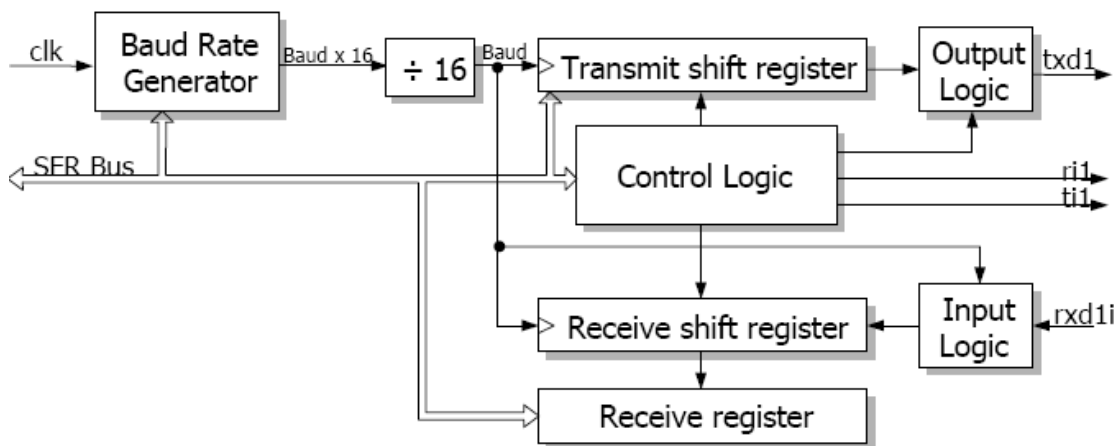 clk
Baud Rate
Generator
Baud x 16
÷ 16
Baud
Transmit shift register
Output
Logic
txd1
SFR Bus
Control Logic
ri1
ti1
Receive shift register
Input
Logic
rxd1i
Receive register